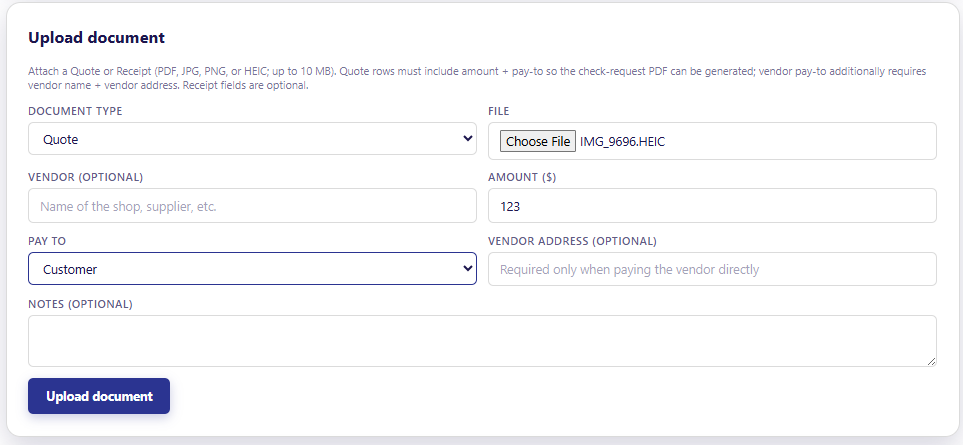 Upload document
Attach a Quote or Receipt (PDF, JPG, PNG, or HEIC; up to 10 MB). Quote rows must include amount + pay-to so the check-request PDF can be generated; vendor pay-to additionally requires
vendor name + vendor address. Receipt fields are optional.
DOCUMENT TYPE
Quote
FILE
Choose File IMG_9696.HEIC
VENDOR (OPTIONAL)
Name of the shop, supplier, etc.
AMOUNT ($)
123
PAY TO
Customer
VENDOR ADDRESS (OPTIONAL)
Required only when paying the vendor directly
NOTES (OPTIONAL)
Upload document